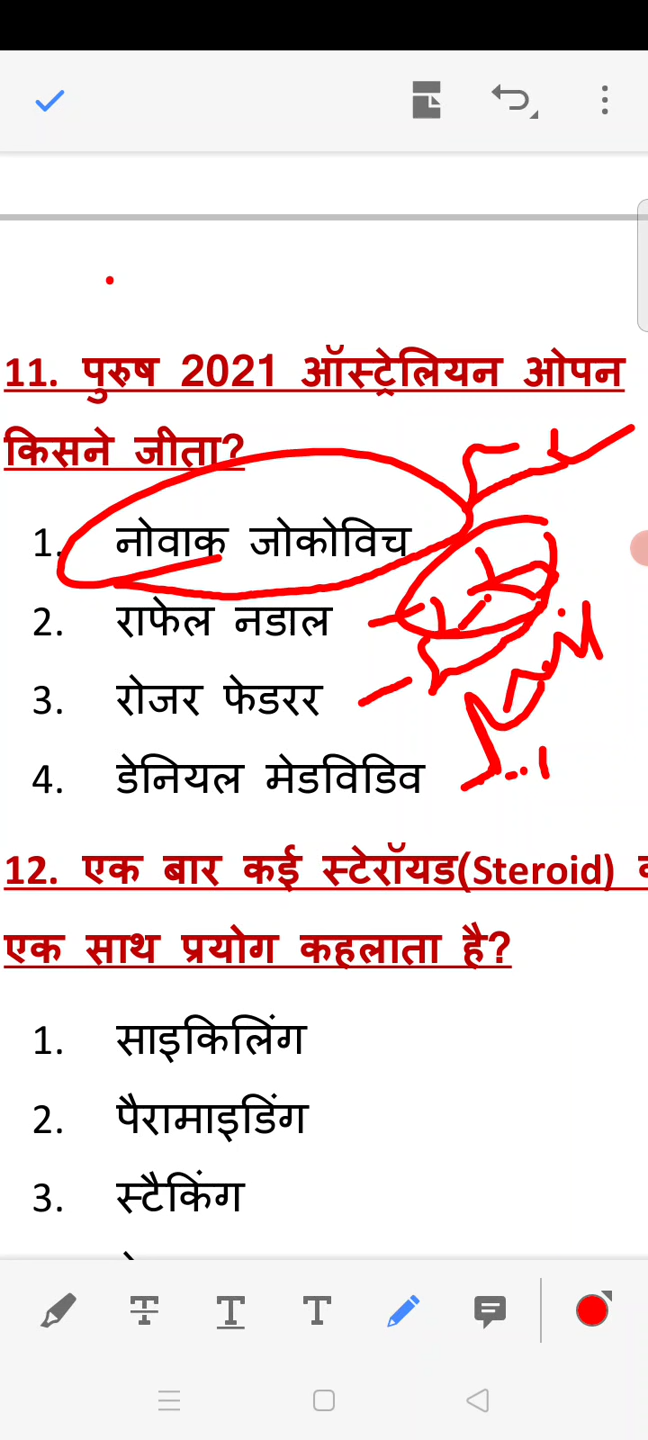 11. पुरुष 2021 ऑस्ट्रेलियन ओपन
किसने जीता?
1. नोवाक जोकोविच
2. राफेल नडाल
3. रोजर फेडरर
4. डेनियल मेडविडिव
12. एक बार कई स्टेरॉयड(Steroid)
एक साथ प्रयोग कहलाता है?
1. साइकिलिंग
2. पैरामाइडिंग
3. स्टैकिंग